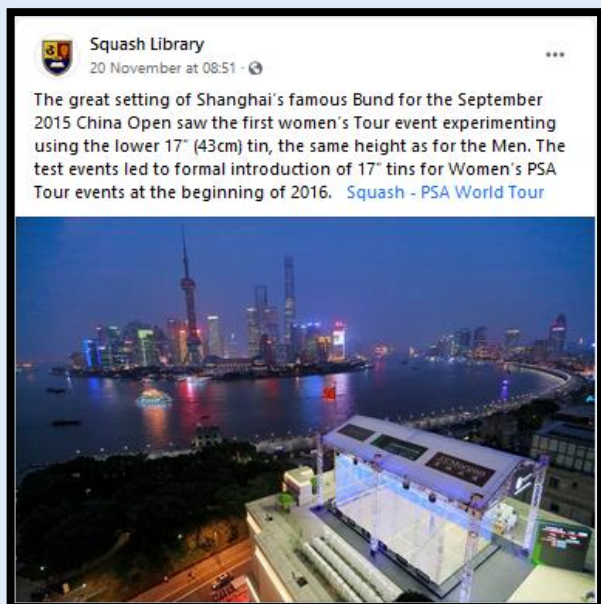 Squash Library
20 November at 08:51 ·
The great setting of Shanghai's famous Bund for the September
2015 China Open saw the first women's Tour event experimenting
using the lower 17" (43cm) tin, the same height as for the Men. The
test events led to formal introduction of 17" tins for Women's PSA
Tour events at the beginning of 2016. Squash - PSA World Tour
J.P.Morgan